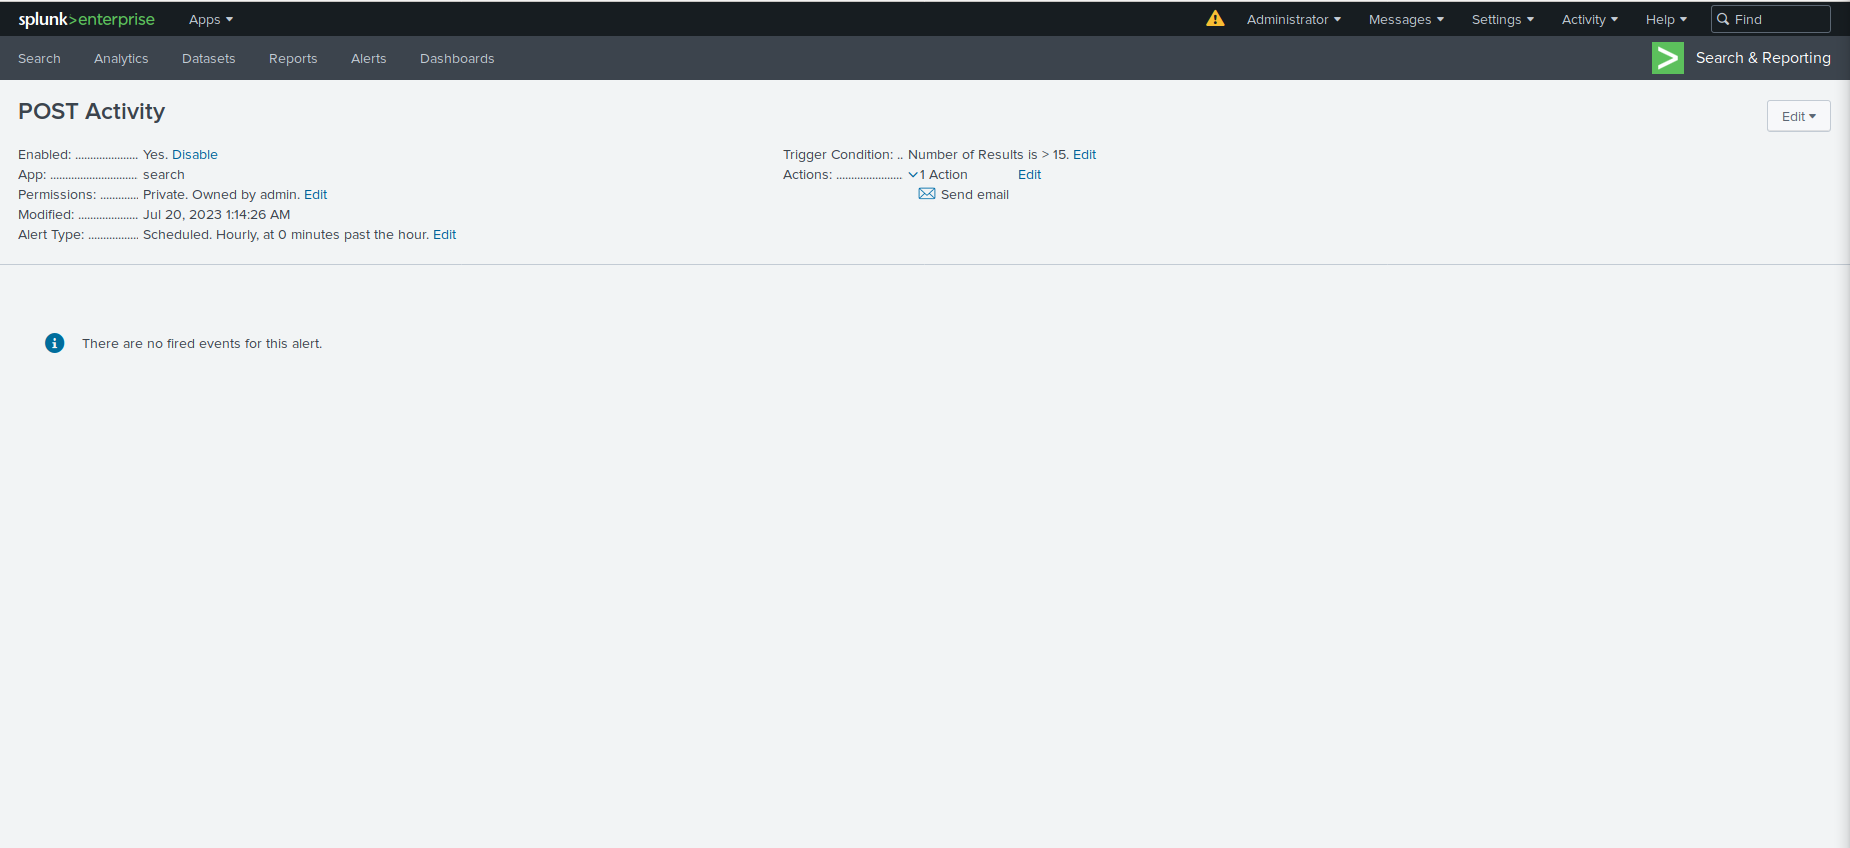 splunk>enterprise Apps Administrator Messages Settings Activity Help Find
Search Analytics Datasets Reports Alerts Dashboards Search & Reporting
POST Activity
Edit
Enabled: ..................... Yes. Disable
App: ............................. search
Permissions: ............. Private. Owned by admin. Edit
Modified: .................... Jul 20, 2023 1:14:26 AM
Alert Type: ................. Scheduled. Hourly, at 0 minutes past the hour. Edit
Trigger Condition: .. Number of Results is > 15. Edit
Actions: ...................... 1 Action Edit
Send email
There are no fired events for this alert.